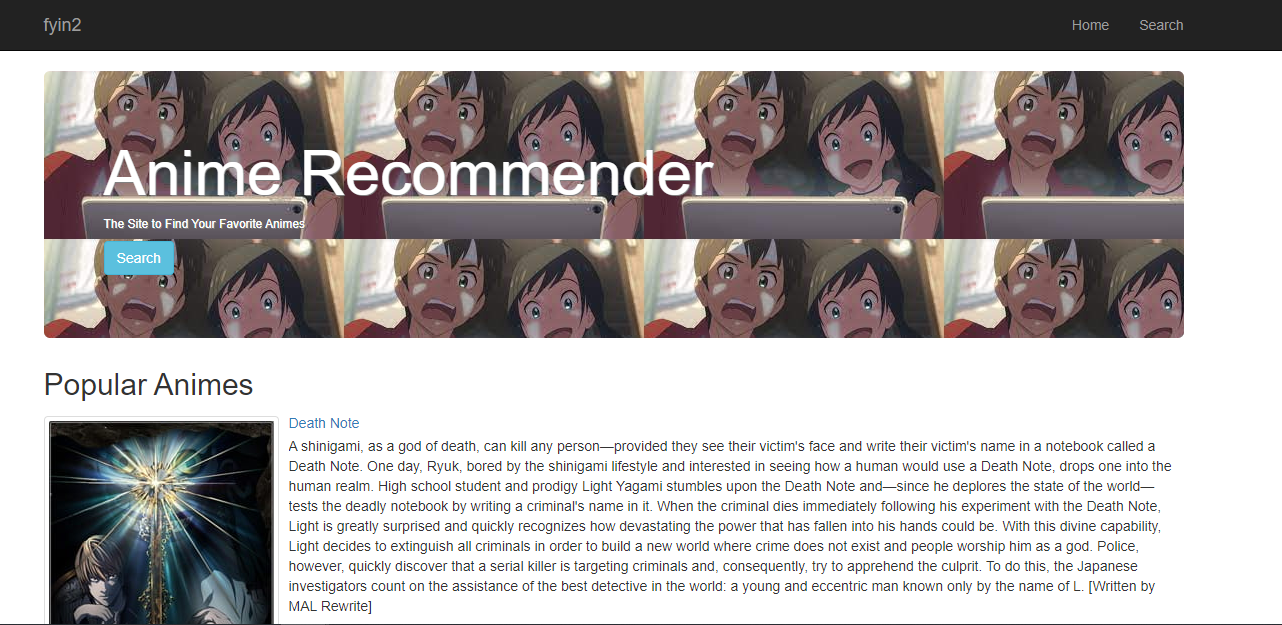 fyin2
Home
Search
Anime Recommender
The Site to Find Your Favorite Animes
Search
Popular Animes
Death Note
A shinigami, as a god of death, can kill any person—provided they see their victim's face and write their victim's name in a notebook called a
Death Note. One day, Ryuk, bored by the shinigami lifestyle and interested in seeing how a human would use a Death Note, drops one into the
human realm. High school student and prodigy Light Yagami stumbles upon the Death Note and—since he deplores the state of the world—
tests the deadly notebook by writing a criminal's name in it. When the criminal dies immediately following his experiment with the Death Note,
Light is greatly surprised and quickly recognizes how devastating the power that has fallen into his hands could be. With this divine capability,
Light decides to extinguish all criminals in order to build a new world where crime does not exist and people worship him as a god. Police,
however, quickly discover that a serial killer is targeting criminals and, consequently, try to apprehend the culprit. To do this, the Japanese
investigators count on the assistance of the best detective in the world: a young and eccentric man known only by the name of L. [Written by
MAL Rewrite]